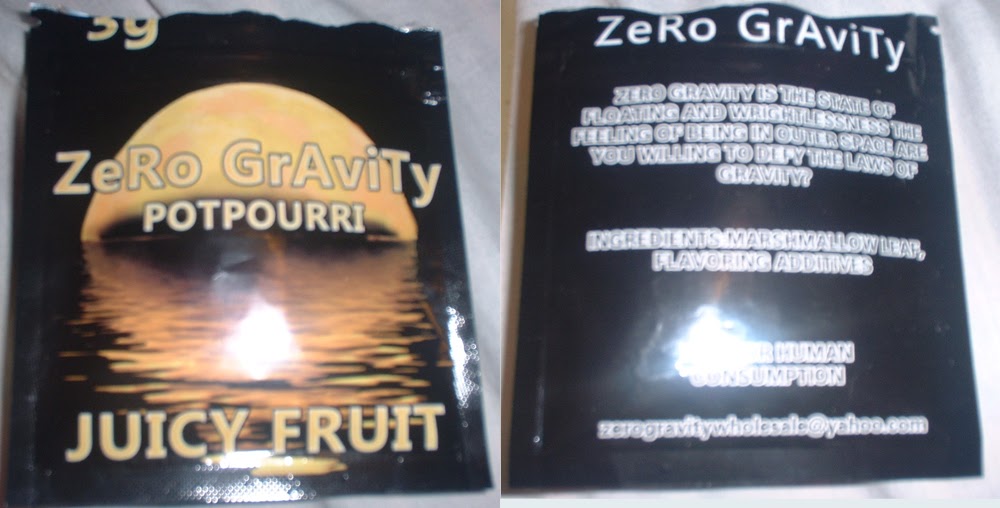 3g
ZeRo GrAviTy
POTPOURRI
JUICY FRUIT
ZeRo GrAviTy
ZERO GRAVITY IS THE STATE OF
FLOATING AND WRIGHTLESSNESS THE
FEELING OF BEING IN OUTER SPACE ARE
YOU WILLING TO DEFY THE LAWS OF
GRAVITY?
INGREDIENTS:MARSHMALLOW LEAF,
FLAVORING ADDITIVES
HUMAN
CONSUMPTION
zerogravitywholesale@yahoo.com